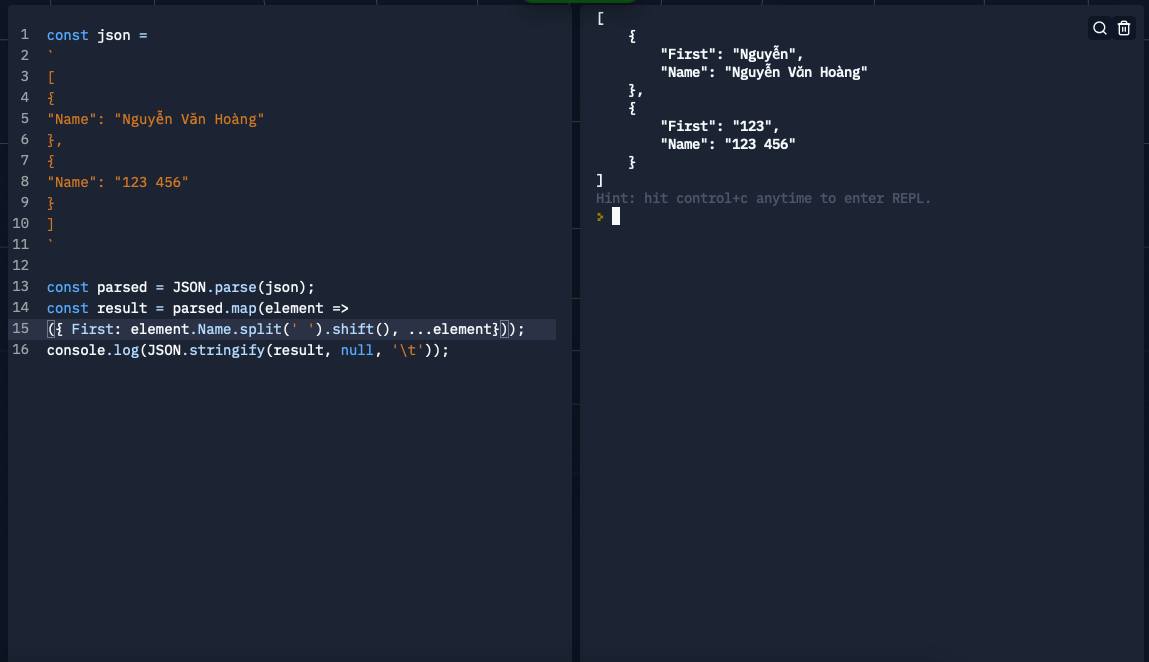 1 const json =
2 `
3 [
4 {
5 "Name": "Nguyễn Văn Hoàng"
6 },
7 {
8 "Name": "123 456"
9 }
10 ]
11 `
12
13 const parsed = JSON.parse(json);
14 const result = parsed.map(element =>
15 ({ First: element.Name.split(' ').shift(), ...element}));
16 console.log(JSON.stringify(result, null, '\t'));
[
{
"First": "Nguyễn",
"Name": "Nguyễn Văn Hoàng"
},
{
"First": "123",
"Name": "123 456"
}
]
Hint: hit control+c anytime to enter REPL.
>